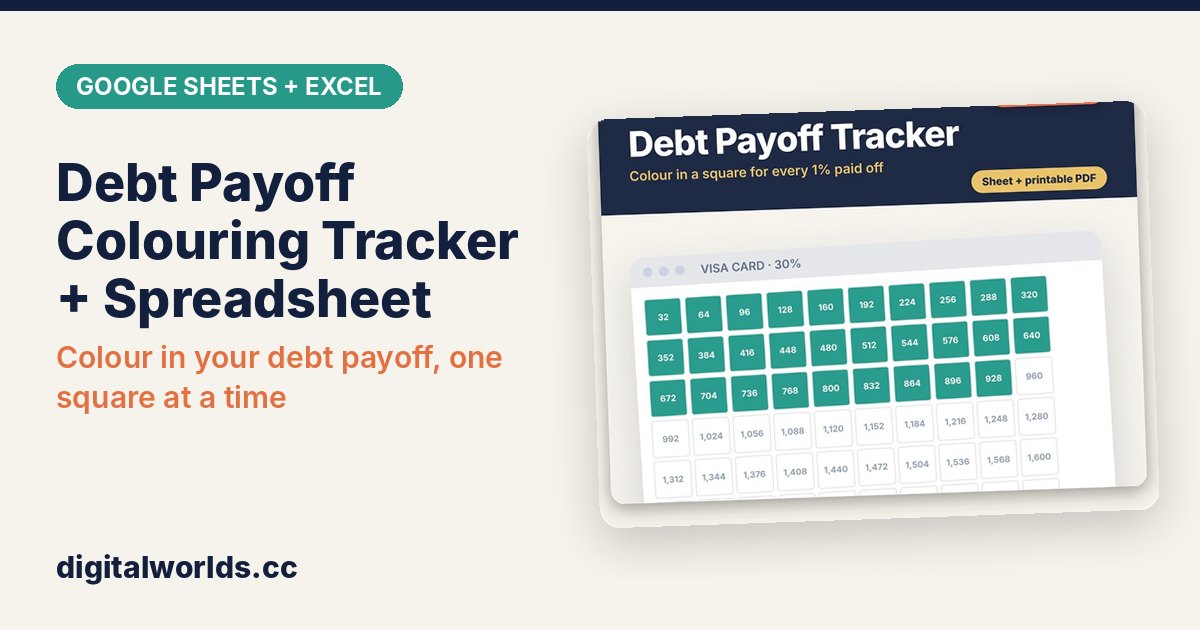 GOOGLE SHEETS + EXCEL
Debt Payoff
Colouring Tracker
+ Spreadsheet
Colour in your debt payoff, one
square at a time
digitalworlds.cc
Debt Payoff Tracker
Colour in a square for every 1% paid off
Sheet + printable PDF
VISA CARD · 30%
32 64 96 128 160 192 224 256 288 320
352 384 416 448 480 512 544 576 608 640
672 704 736 768 800 832 864 896 928 960
992 1,024 1,056 1,088 1,120 1,152 1,184 1,216 1,248 1,280
1,312 1,344 1,376 1,408 1,440 1,472 1,504 1,536 1,568 1,600